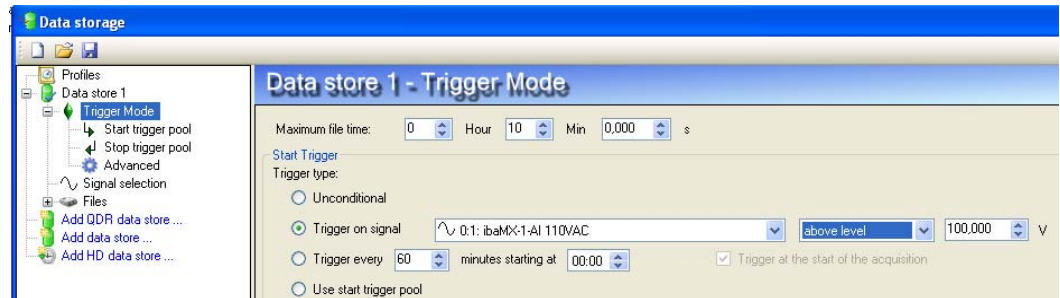 Data storage
Profiles
Data store 1
Trigger Mode
Start trigger pool
Stop trigger pool
Advanced
Signal selection
Files
Add QDR data store ...
Add data store ...
Add HD data store ...
Data store 1 - Trigger Mode
Maximum file time: 0 Hour 10 Min 0,000 s
Start Trigger
Trigger type:
Unconditional
Trigger on signal 0:1: ibaMX-1-AI 110VAC above level 100,000 V
Trigger every 60 minutes starting at 00:00 Trigger at the start of the acquisition
Use start trigger pool